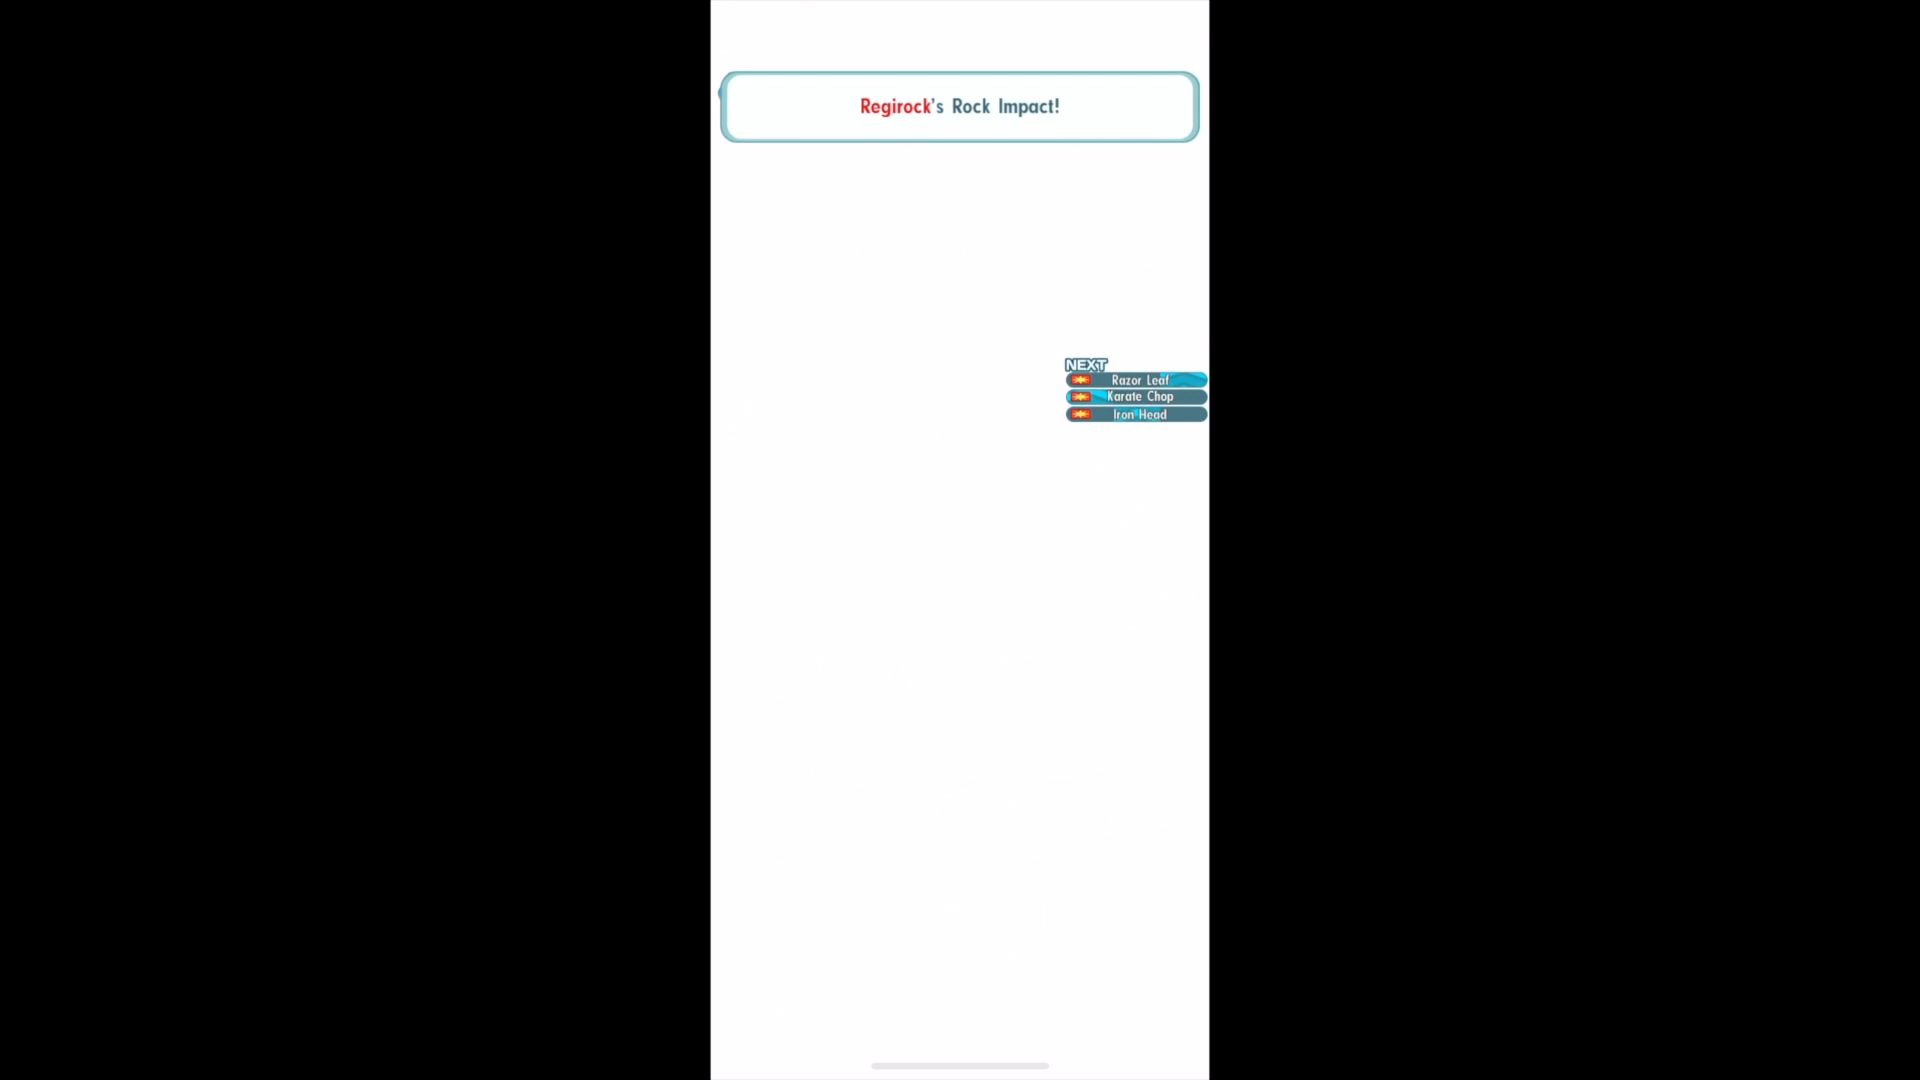 Regirock's Rock Impact!
NEXT
Razor Leaf
Karate Chop
Iron Head